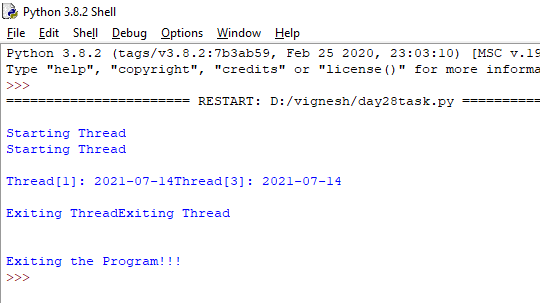 Python 3.8.2 Shell
File Edit Shell Debug Options Window Help
Python 3.8.2 (tags/v3.8.2:7b3ab59, Feb 25 2020, 23:03:10) [MSC v.19
Type "help", "copyright", "credits" or "license()" for more informa
>>>
======================= RESTART: D:/vignesh/day28task.py ==========
Starting Thread
Starting Thread
Thread[1]: 2021-07-14Thread[3]: 2021-07-14
Exiting ThreadExiting Thread
Exiting the Program!!!
>>>